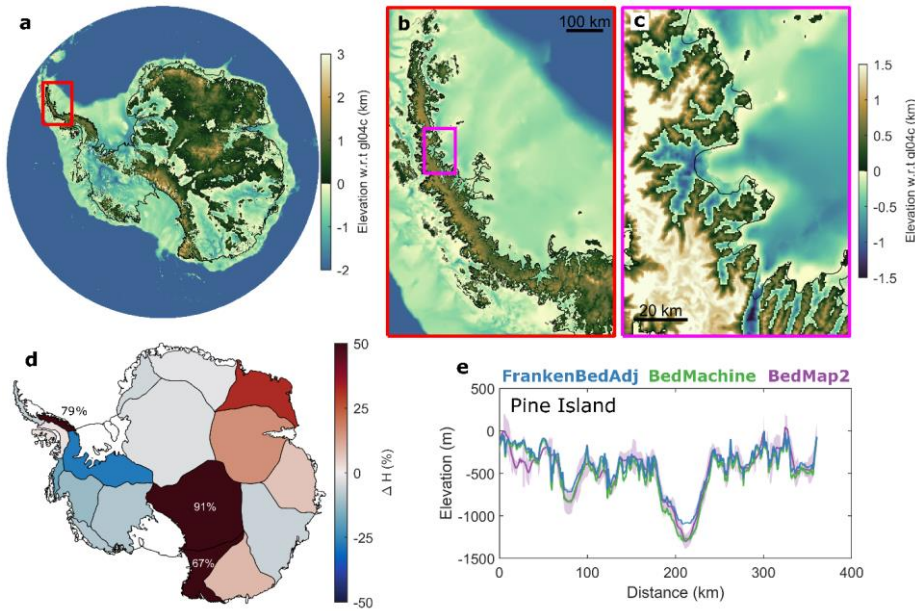 a
3
2
1
0
-1
-2
Elevation w.r.t gl04c (km)
b
100 km
c
20 km
1.5
1
0.5
0
-0.5
-1
-1.5
Elevation w.r.t gl04c (km)
d
79%
91%
67%
50
25
0
-25
-50
Δ H (%)
e
FrankenBedAdj BedMachine BedMap2
Pine Island
500
0
-500
-1000
-1500
Elevation (m)
0 100 200 300 400
Distance (km)